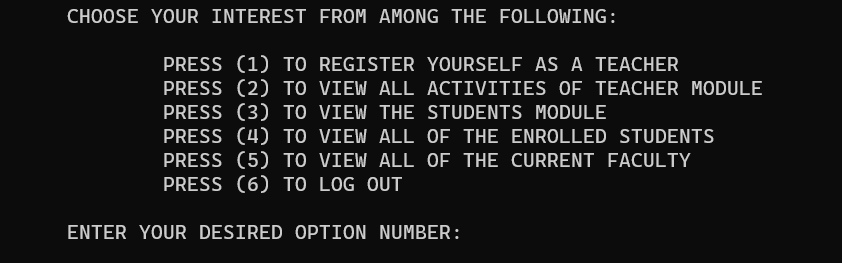 CHOOSE YOUR INTEREST FROM AMONG THE FOLLOWING:
PRESS (1) TO REGISTER YOURSELF AS A TEACHER
PRESS (2) TO VIEW ALL ACTIVITIES OF TEACHER MODULE
PRESS (3) TO VIEW THE STUDENTS MODULE
PRESS (4) TO VIEW ALL OF THE ENROLLED STUDENTS
PRESS (5) TO VIEW ALL OF THE CURRENT FACULTY
PRESS (6) TO LOG OUT
ENTER YOUR DESIRED OPTION NUMBER: